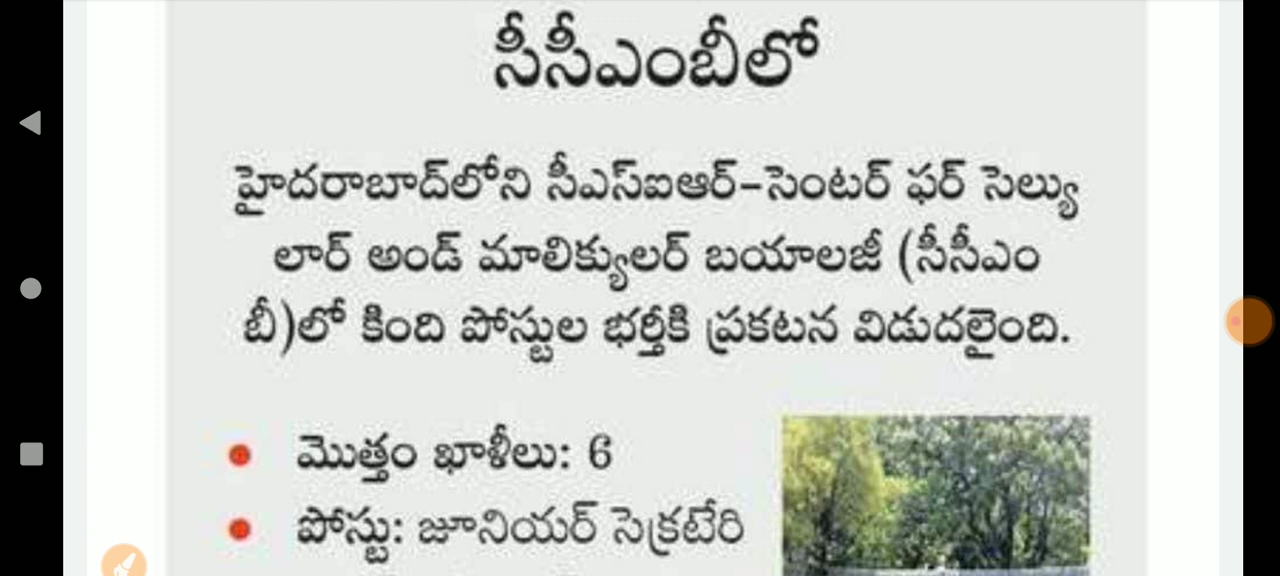 సీసీఎంబీలో
హైదరాబాద్‌లోని సీఎస్ఐఆర్-సెంటర్ ఫర్ సెల్యు
లార్ అండ్ మాలిక్యులర్ బయాలజీ (సీసీఎం
బీ)లో కింది పోస్టుల భర్తీకి ప్రకటన విడుదలైంది.
మొత్తం ఖాళీలు: 6
పోస్టు: జూనియర్ సెక్రటేరి